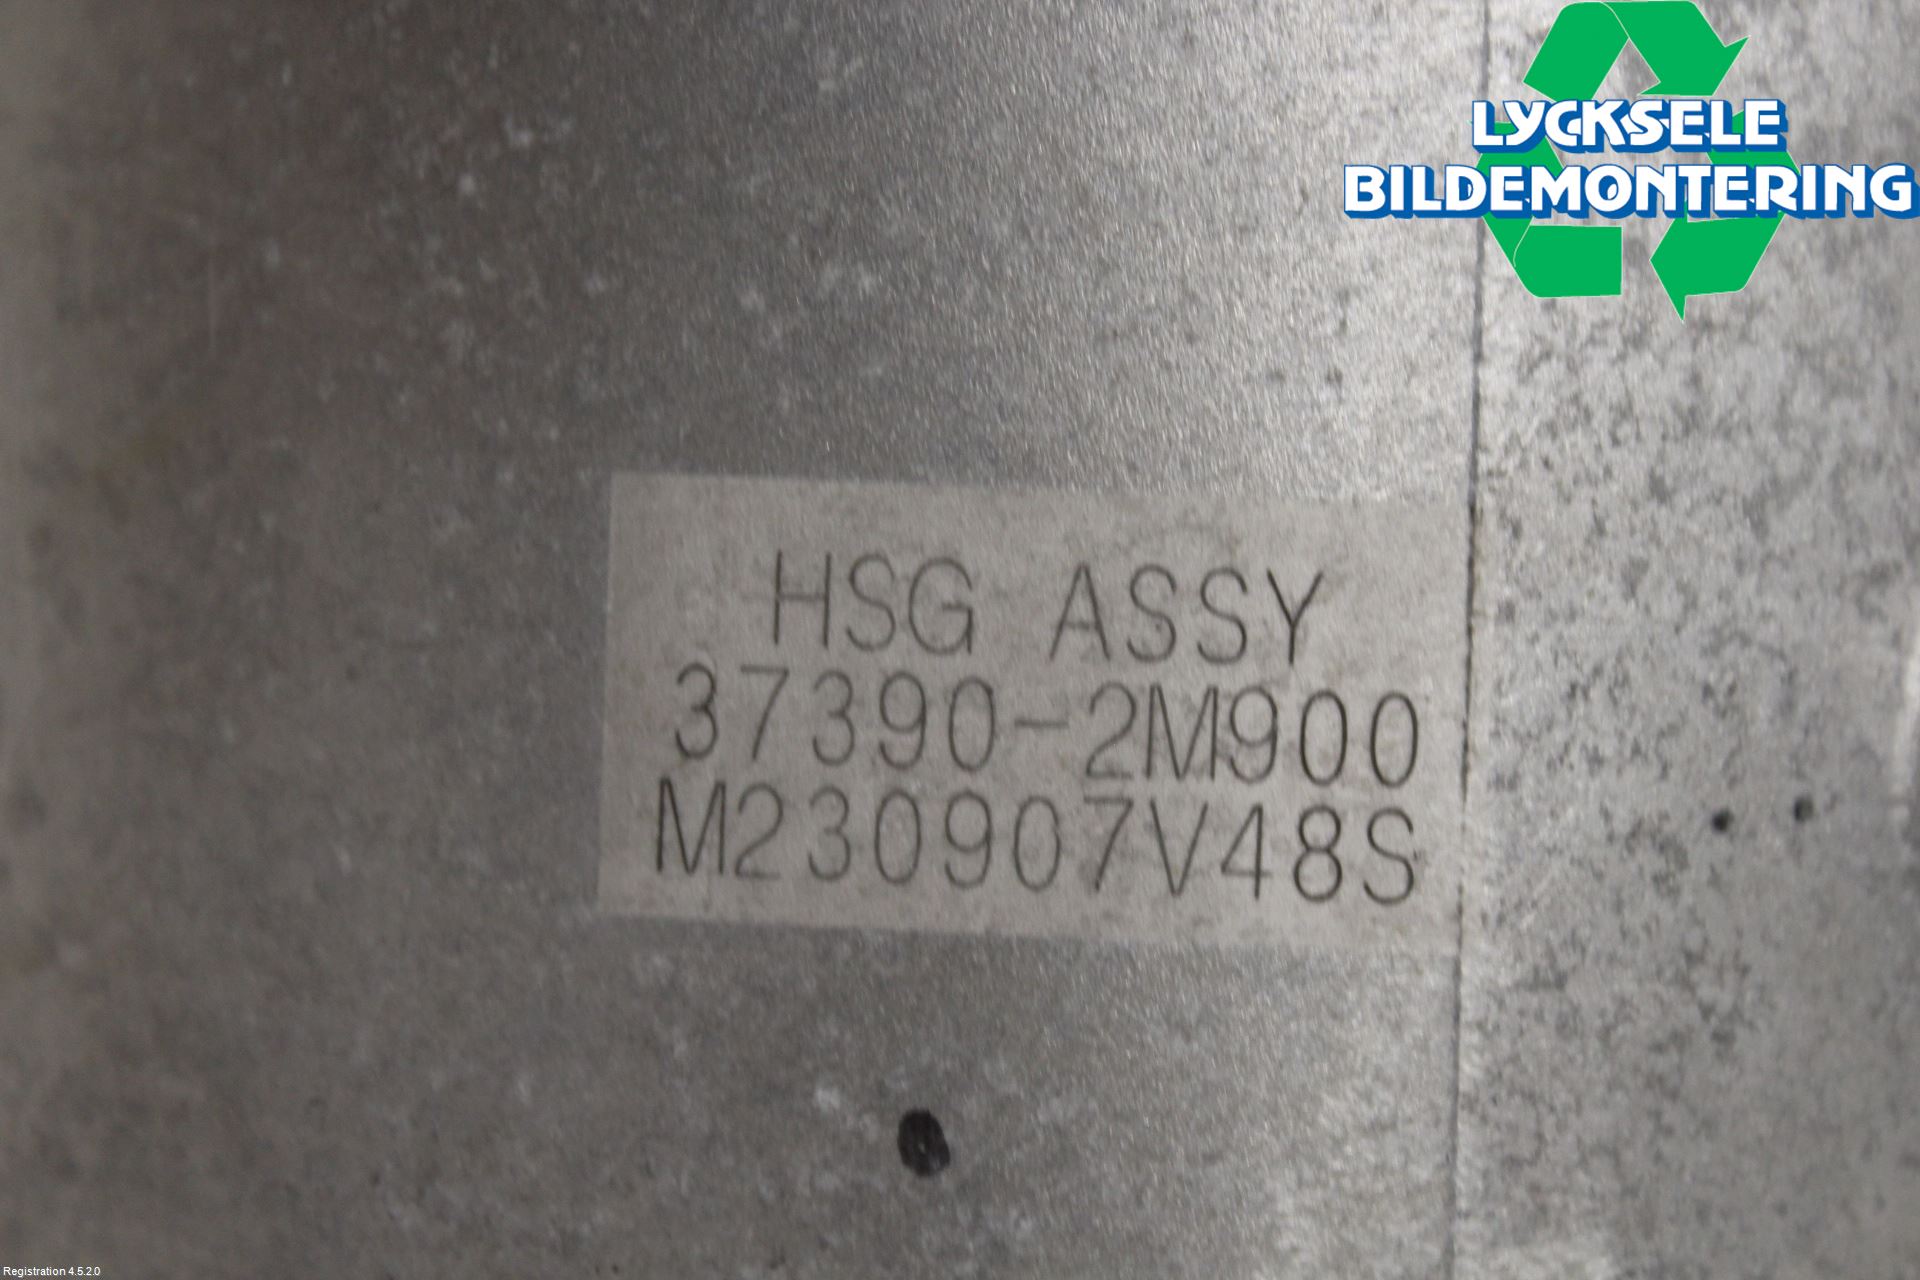 LYCKSELE
BILDEMONTERING
HSG ASSY
37390-2M900
M230907V48S
Registration 4.5.2.0